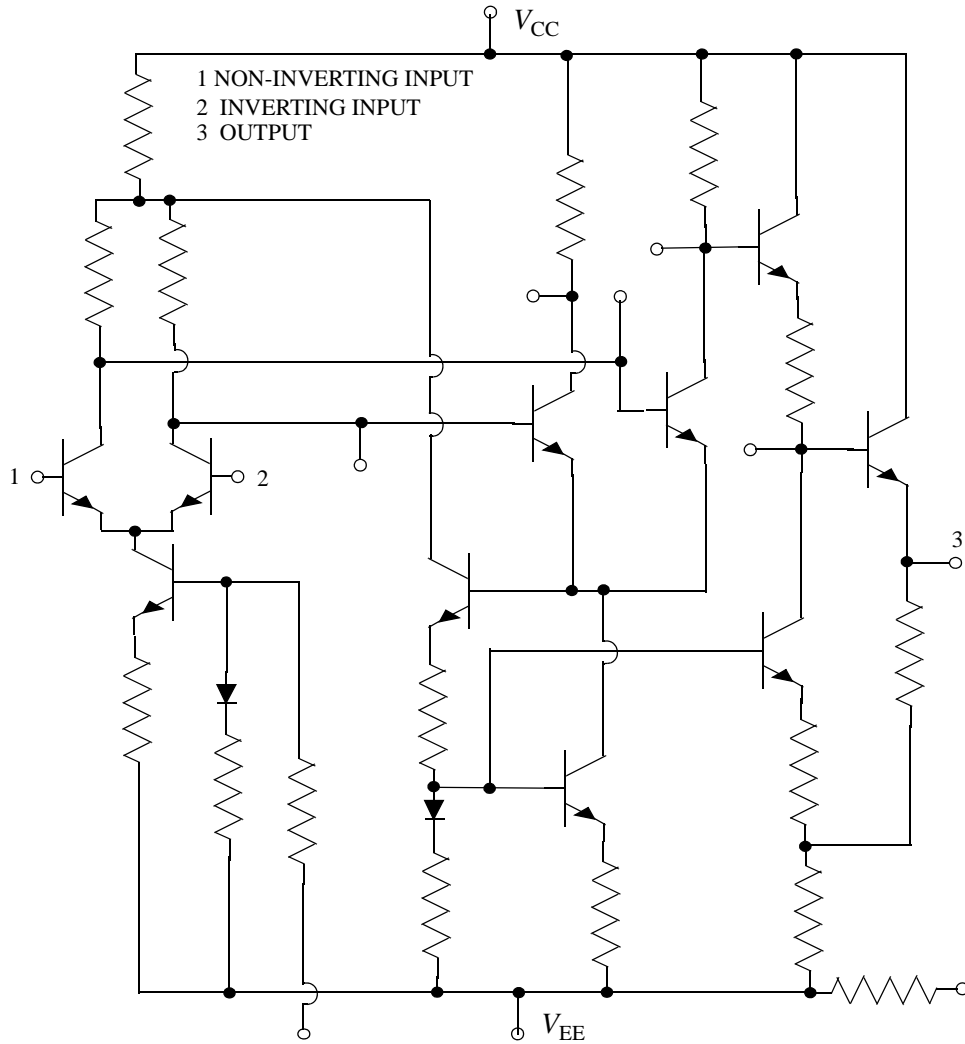 V_CC
1 NON-INVERTING INPUT
2 INVERTING INPUT
3 OUTPUT
1
2
3
V_EE